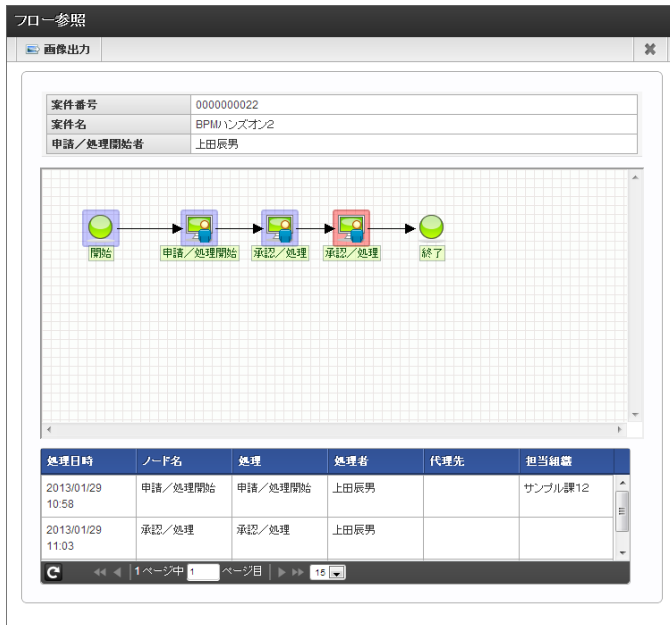 フロー参照
画像出力
案件番号 0000000022
案件名 BPMハンズオン2
申請／処理開始者 上田辰男
開始 申請／処理開始 承認／処理 承認／処理 終了
処理日時 ノード名 処理 処理者 代理先 担当組織
2013/01/29 申請／処理開始 申請／処理開始 上田辰男 サンプル課12
10:58
2013/01/29 承認／処理 承認／処理 上田辰男
11:03
1ページ中 1 ページ目 15